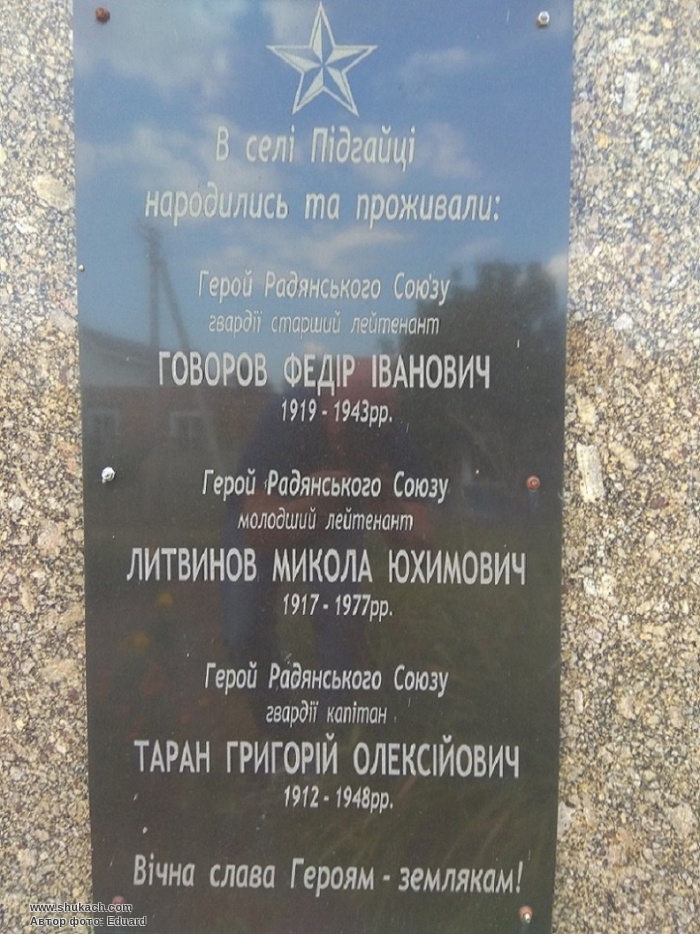 В селі Підгайці
народились та проживали:
Герой Радянського Союзу
гвардії старший лейтенант
ГОВОРОВ ФЕДІР ІВАНОВИЧ
1919 - 1943рр.
Герой Радянського Союзу
молодший лейтенант
ЛИТВИНОВ МИКОЛА ЮХИМОВИЧ
1917 - 1977рр.
Герой Радянського Союзу
гвардії капітан
ТАРАН ГРИГОРІЙ ОЛЕКСІЙОВИЧ
1912 - 1948рр.
Вічна слава Героям - землякам!
www.shukach.com
Автор фото: Eduard